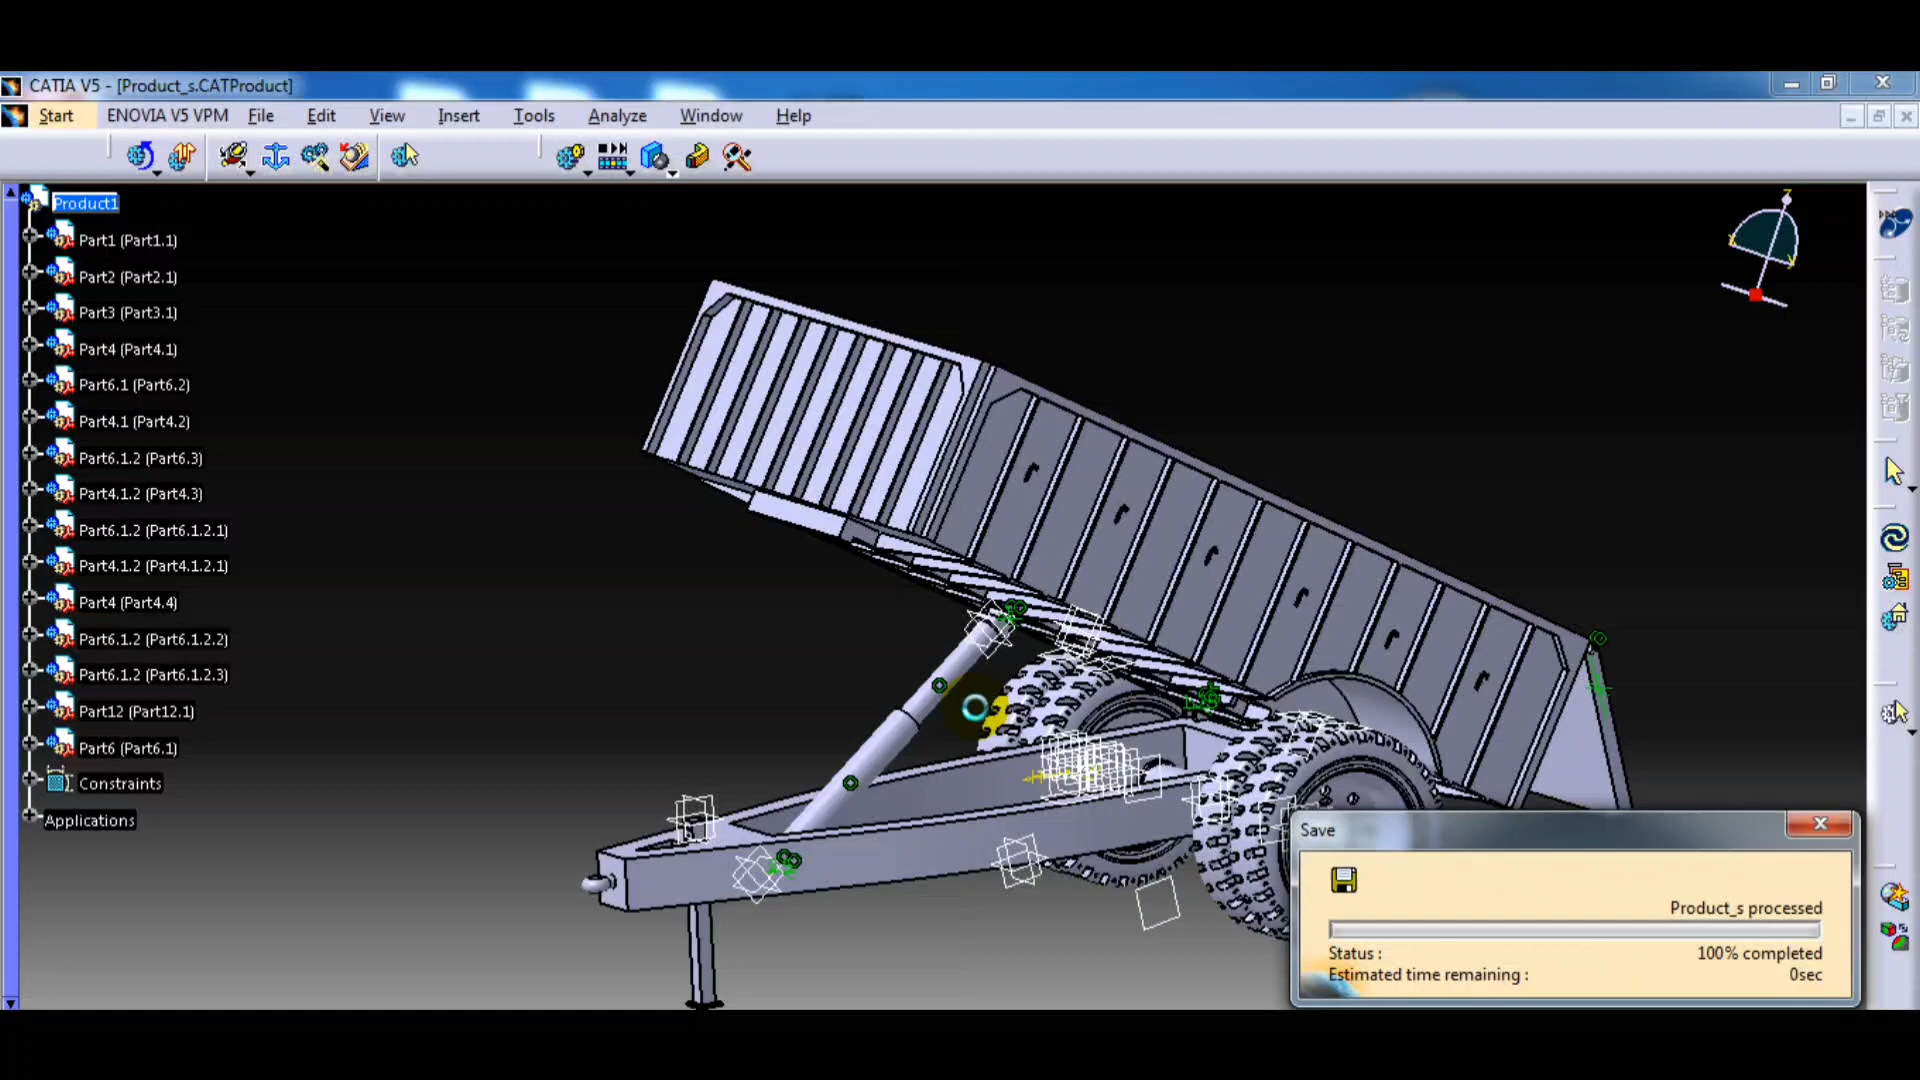 CATIA V5 - [Product_s.CATProduct]
Start ENOVIA V5 VPM File Edit View Insert Tools Analyze Window Help
Product1
Part1 (Part1.1)
Part2 (Part2.1)
Part3 (Part3.1)
Part4 (Part4.1)
Part6.1 (Part6.2)
Part4.1 (Part4.2)
Part6.1.2 (Part6.3)
Part4.1.2 (Part4.3)
Part6.1.2 (Part6.1.2.1)
Part4.1.2 (Part4.1.2.1)
Part4 (Part4.4)
Part6.1.2 (Part6.1.2.2)
Part6.1.2 (Part6.1.2.3)
Part12 (Part12.1)
Part6 (Part6.1)
Constraints
Applications
z
Save
Product_s processed
Status : 100% completed
Estimated time remaining : 0sec